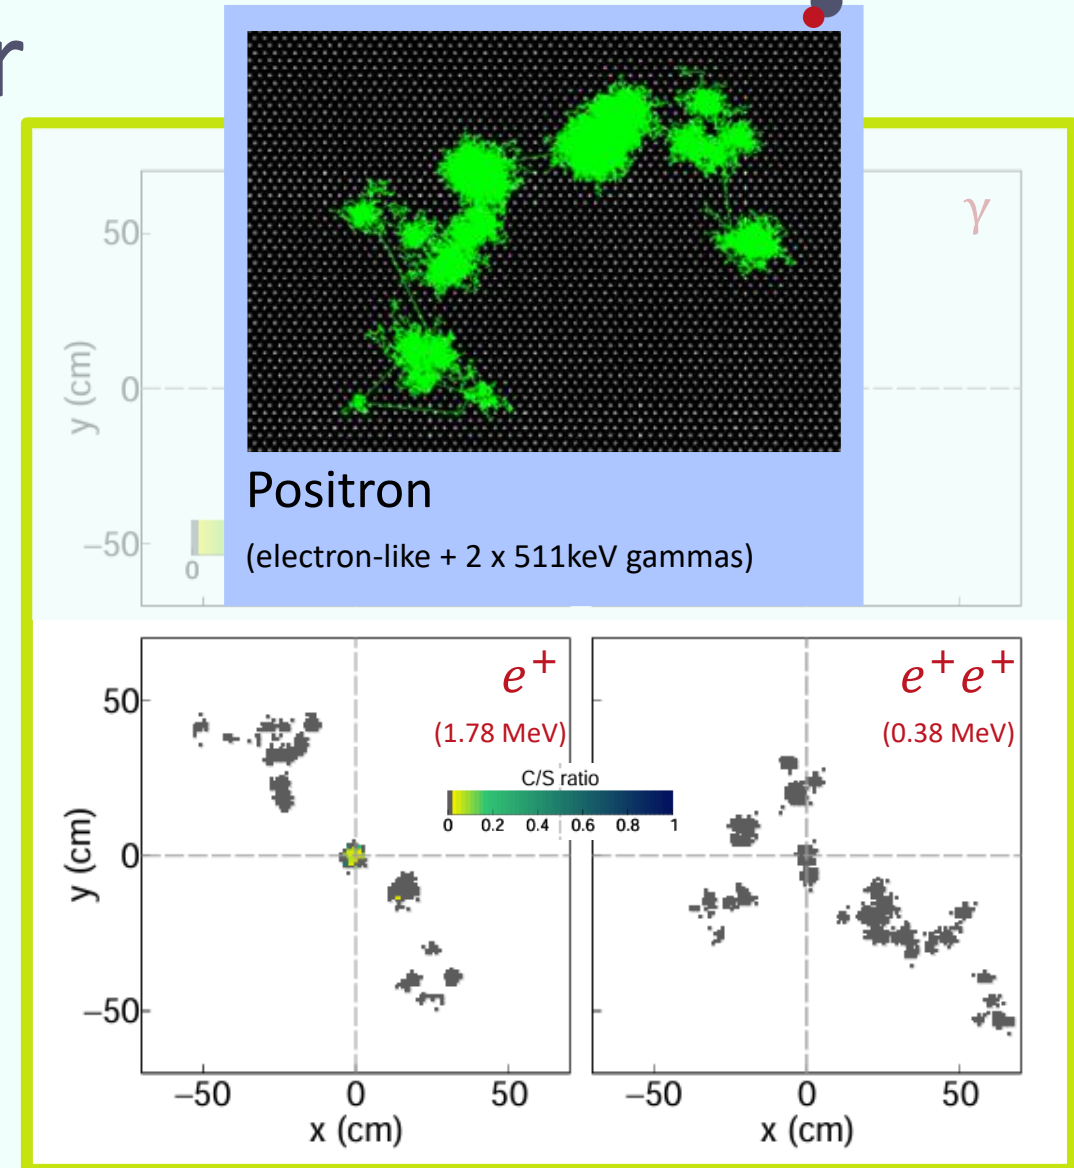 r
γ
50
y (cm)
0
−50
0
Positron
(electron-like + 2 x 511keV gammas)
e⁺
(1.78 MeV)
e⁺e⁺
(0.38 MeV)
C/S ratio
0 0.2 0.4 0.6 0.8 1
50
y (cm)
0
−50
−50 0 50 −50 0 50
x (cm) x (cm)